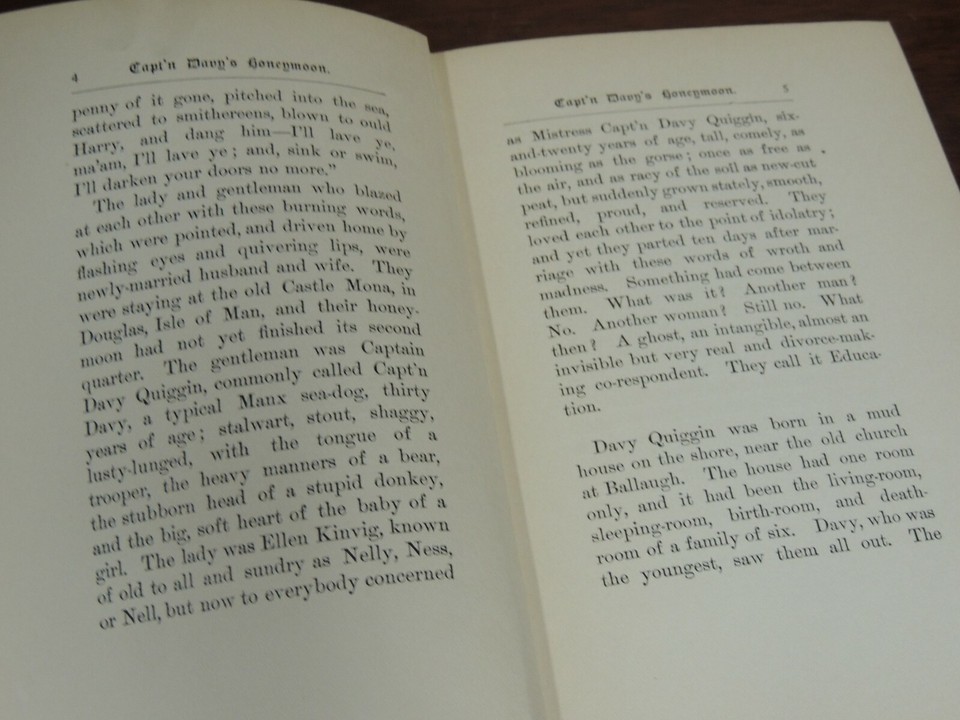 4
Capt'n Davy's Honeymoon.
penny of it gone, pitched into the sea,
scattered to smithereens, blown to ould
Harry, and dang him—I'll lave ye,
ma'am, I'll lave ye; and, sink or swim,
I'll darken your doors no more."
The lady and gentleman who blazed
at each other with these burning words,
which were pointed, and driven home by
flashing eyes and quivering lips, were
newly-married husband and wife. They
were staying at the old Castle Mona, in
Douglas, Isle of Man, and their honey-
moon had not yet finished its second
quarter. The gentleman was Captain
Davy Quiggin, commonly called Capt'n
Davy, a typical Manx sea-dog, thirty
years of age; stalwart, stout, shaggy,
lusty-lunged, with the tongue of a
trooper, the heavy manners of a bear,
the stubborn head of a stupid donkey,
and the big, soft heart of the baby of a
girl. The lady was Ellen Kinvig, known
of old to all and sundry as Nelly, Ness,
or Nell, but now to everybody concerned
Capt'n Davy's Honeymoon.
5
as Mistress Capt'n Davy Quiggin, six-
and-twenty years of age, tall, comely, as
blooming as the gorse; once as free as
the air, and as racy of the soil as new-cut
peat, but suddenly grown stately, smooth,
refined, proud, and reserved. They
loved each other to the point of idolatry;
and yet they parted ten days after mar-
riage with these words of wroth and
madness. Something had come between
them. What was it? Another man?
No. Another woman? Still no. What
then? A ghost, an intangible, almost an
invisible but very real and divorce-mak-
ing co-respondent. They call it Educa-
tion.
Davy Quiggin was born in a mud
house on the shore, near the old church
at Ballaugh. The house had one room
only, and it had been the living-room,
sleeping-room, birth-room, and death-
room of a family of six. Davy, who was
the youngest, saw them all out. The